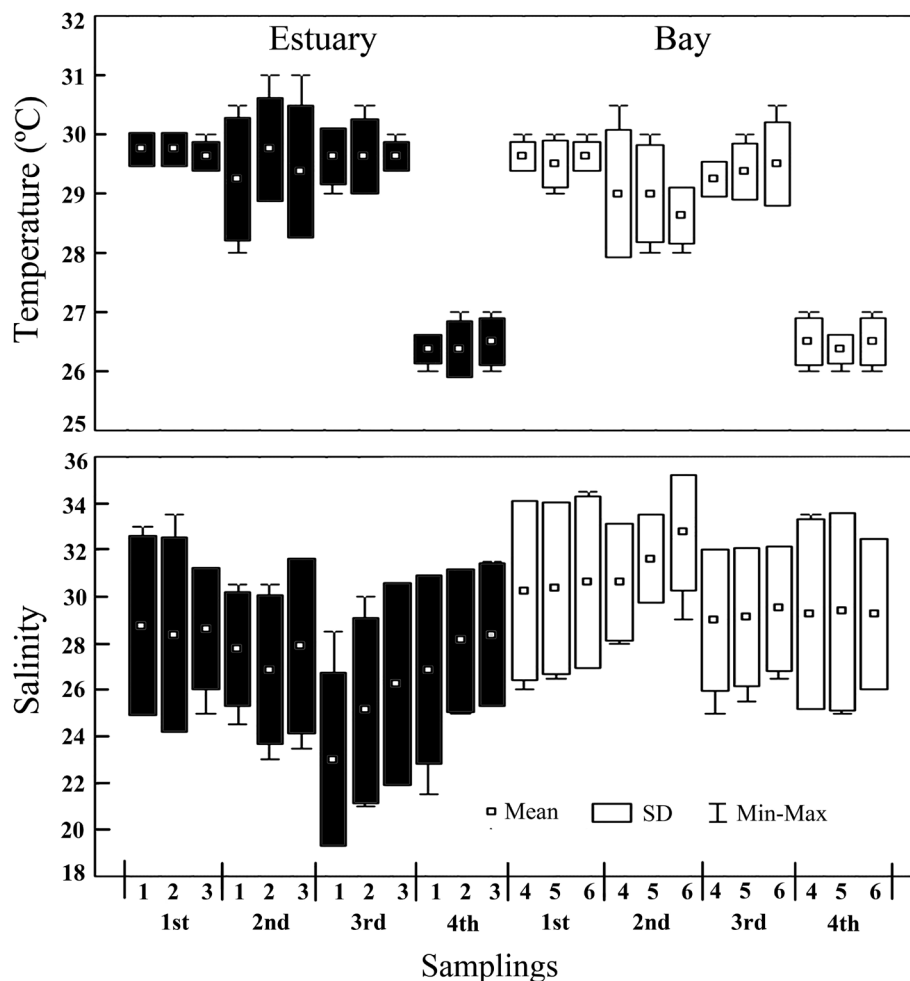 Estuary
Bay
Temperature (ºC)
32
31
30
29
28
27
26
25
Salinity
36
34
32
30
28
26
24
22
20
18
Mean
SD
Min-Max
1 2 3 1 2 3 1 2 3 1 2 3 4 5 6 4 5 6 4 5 6 4 5 6
1st 2nd 3rd 4th 1st 2nd 3rd 4th
Samplings